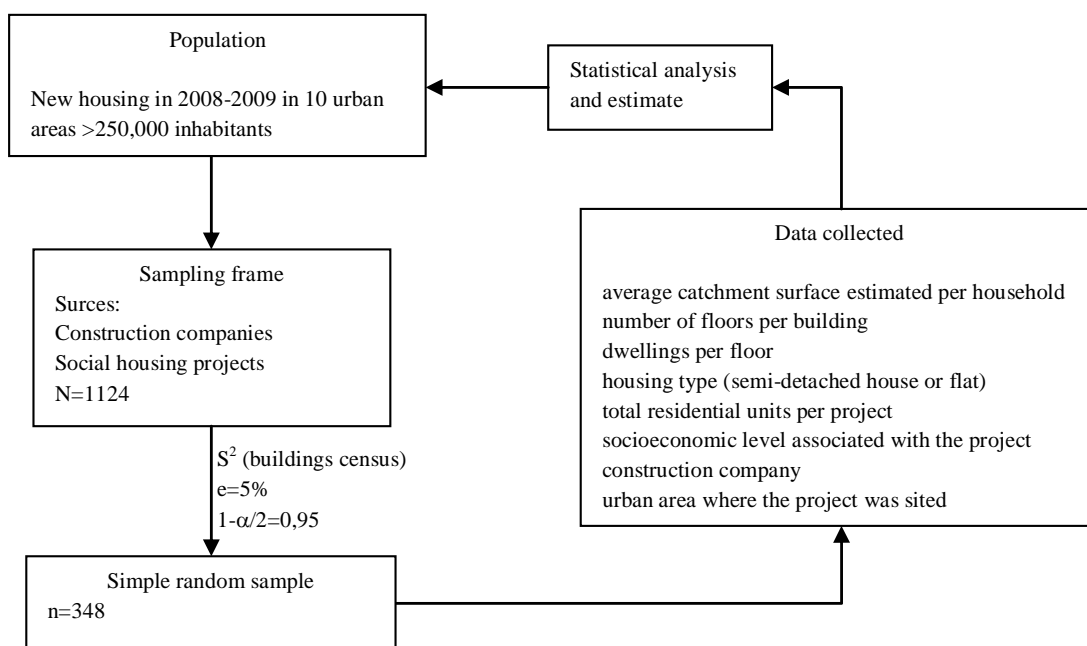 Population
New housing in 2008-2009 in 10 urban
areas >250,000 inhabitants
Statistical analysis
and estimate
Sampling frame
Surces:
Construction companies
Social housing projects
N=1124
S² (buildings census)
e=5%
1-α/2=0,95
Simple random sample
n=348
Data collected
average catchment surface estimated per household
number of floors per building
dwellings per floor
housing type (semi-detached house or flat)
total residential units per project
socioeconomic level associated with the project
construction company
urban area where the project was sited